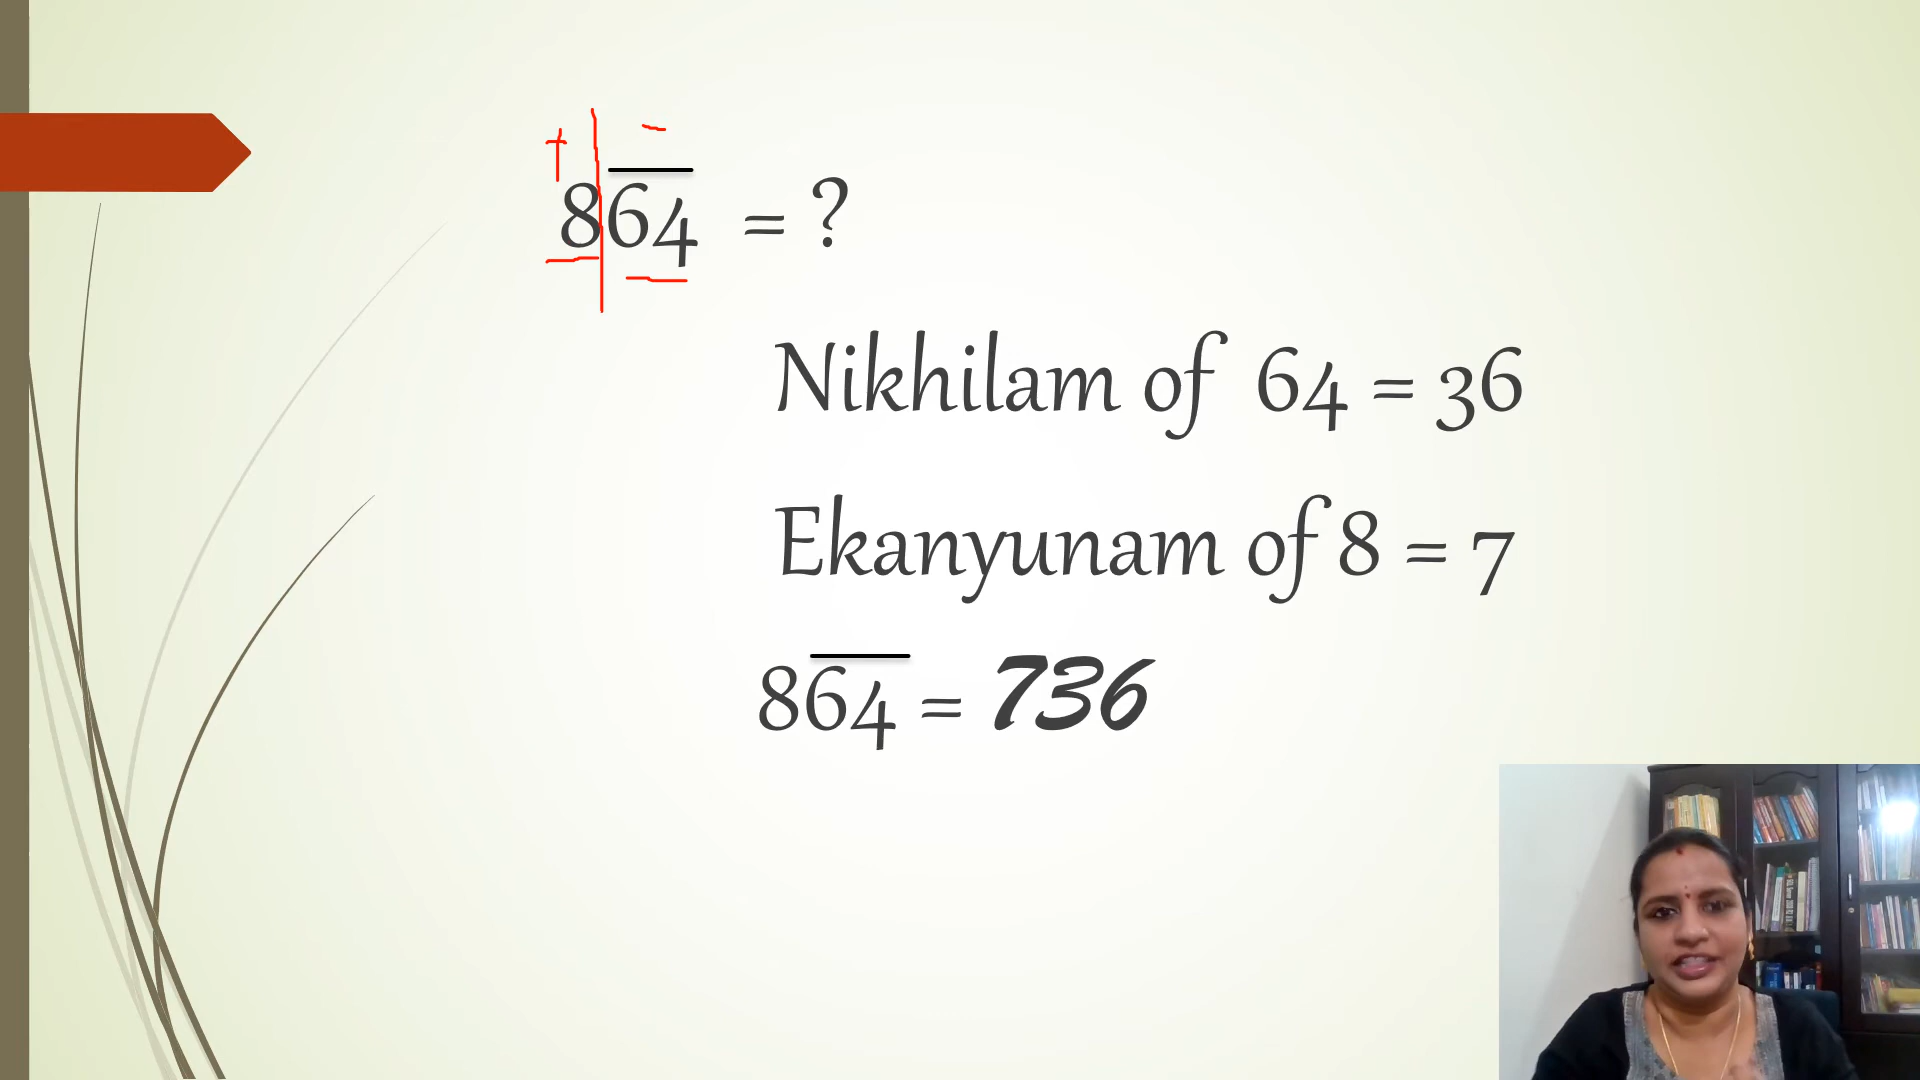 + -
864 = ?
Nikhilam of 64 = 36
Ekanyunam of 8 = 7
864 = 736